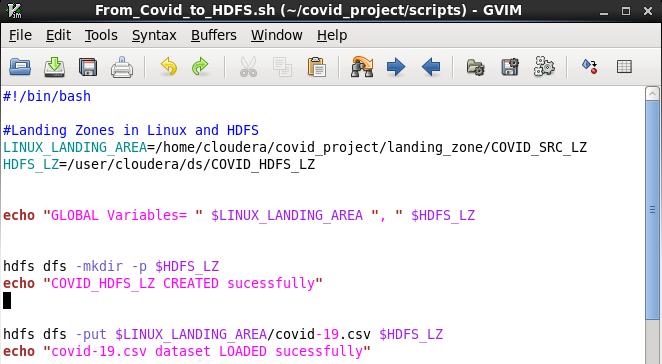 From_Covid_to_HDFS.sh (~/covid_project/scripts) - GVIM
File Edit Tools Syntax Buffers Window Help
#!/bin/bash
#Landing Zones in Linux and HDFS
LINUX_LANDING_AREA=/home/cloudera/covid_project/landing_zone/COVID_SRC_LZ
HDFS_LZ=/user/cloudera/ds/COVID_HDFS_LZ
echo "GLOBAL Variables= " $LINUX_LANDING_AREA ", " $HDFS_LZ
hdfs dfs -mkdir -p $HDFS_LZ
echo "COVID_HDFS_LZ CREATED sucessfully"
hdfs dfs -put $LINUX_LANDING_AREA/covid-19.csv $HDFS_LZ
echo "covid-19.csv dataset LOADED sucessfully"